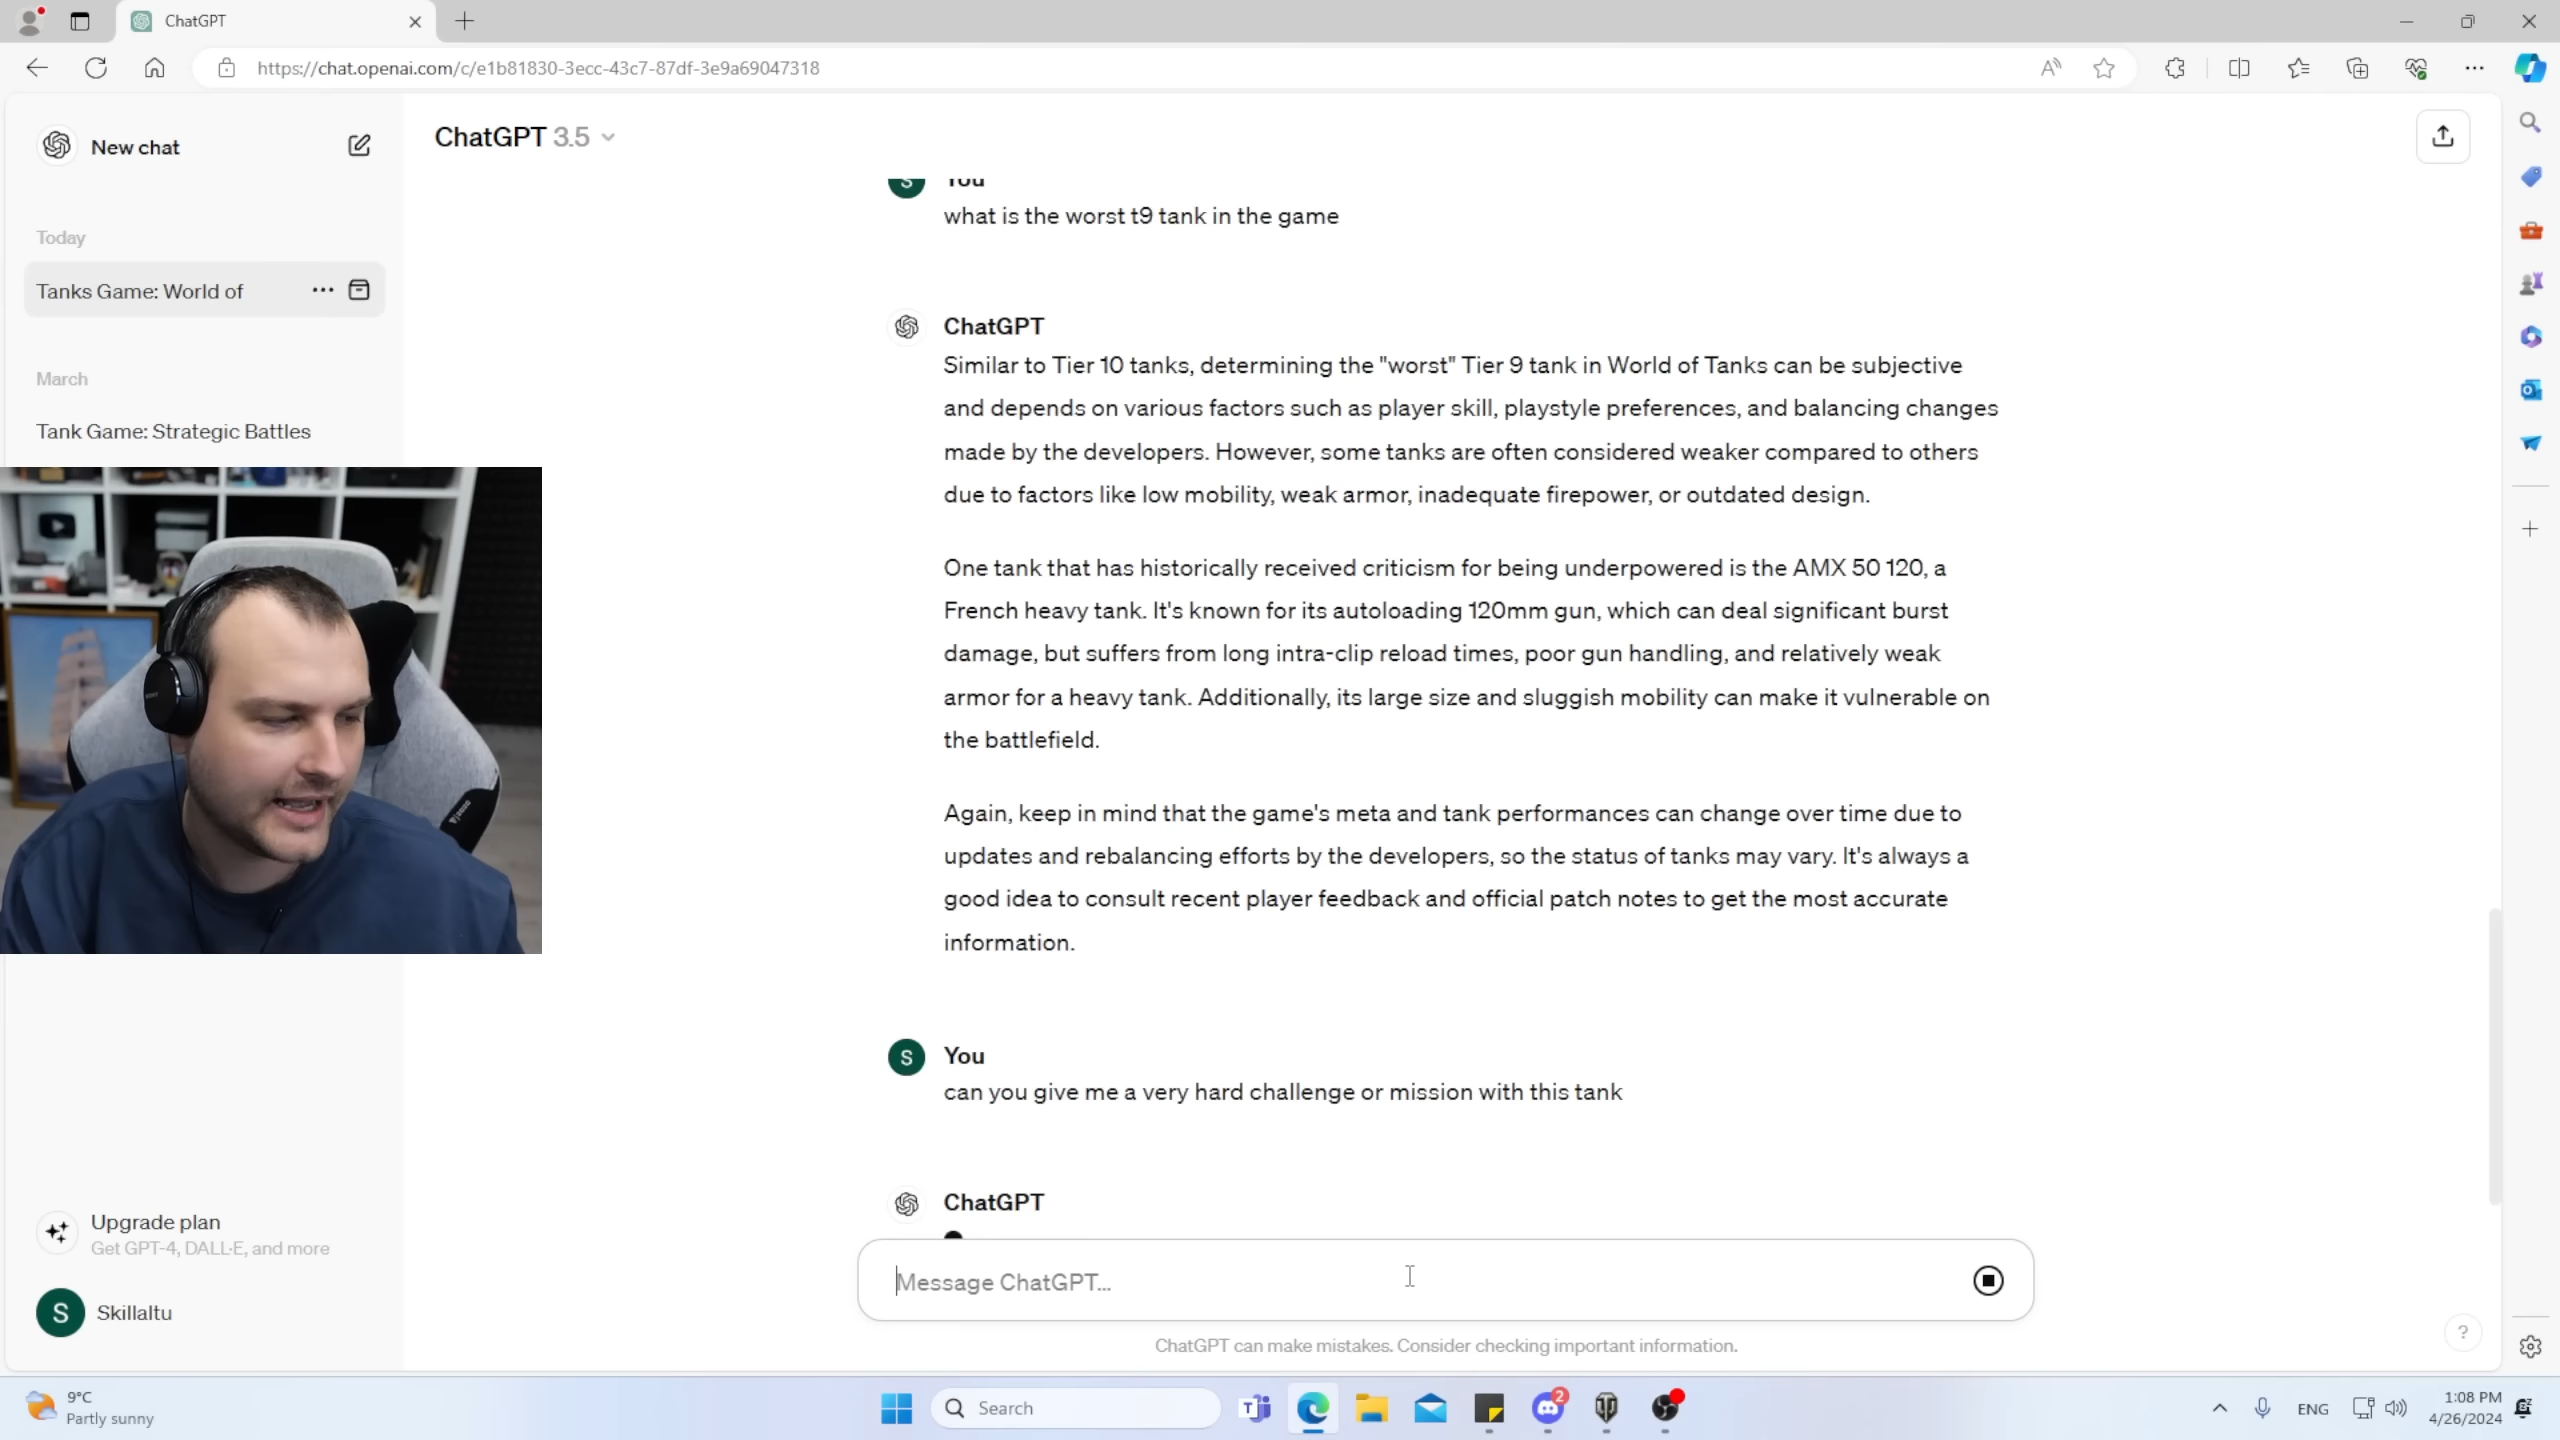 ChatGPT
https://chat.openai.com/c/e1b81830-3ecc-43c7-87df-3e9a69047318
New chat
ChatGPT 3.5
Today
Tanks Game: World of
March
Tank Game: Strategic Battles
You
what is the worst t9 tank in the game
ChatGPT
Similar to Tier 10 tanks, determining the "worst" Tier 9 tank in World of Tanks can be subjective
and depends on various factors such as player skill, playstyle preferences, and balancing changes
made by the developers. However, some tanks are often considered weaker compared to others
due to factors like low mobility, weak armor, inadequate firepower, or outdated design.
One tank that has historically received criticism for being underpowered is the AMX 50 120, a
French heavy tank. It's known for its autoloading 120mm gun, which can deal significant burst
damage, but suffers from long intra-clip reload times, poor gun handling, and relatively weak
armor for a heavy tank. Additionally, its large size and sluggish mobility can make it vulnerable on
the battlefield.
Again, keep in mind that the game's meta and tank performances can change over time due to
updates and rebalancing efforts by the developers, so the status of tanks may vary. It's always a
good idea to consult recent player feedback and official patch notes to get the most accurate
information.
S
You
can you give me a very hard challenge or mission with this tank
ChatGPT
Message ChatGPT...
ChatGPT can make mistakes. Consider checking important information.
?
Upgrade plan
Get GPT-4, DALL·E, and more
S
Skillaltu
9°C
Partly sunny
Search
2
ENG
1:08 PM
4/26/2024